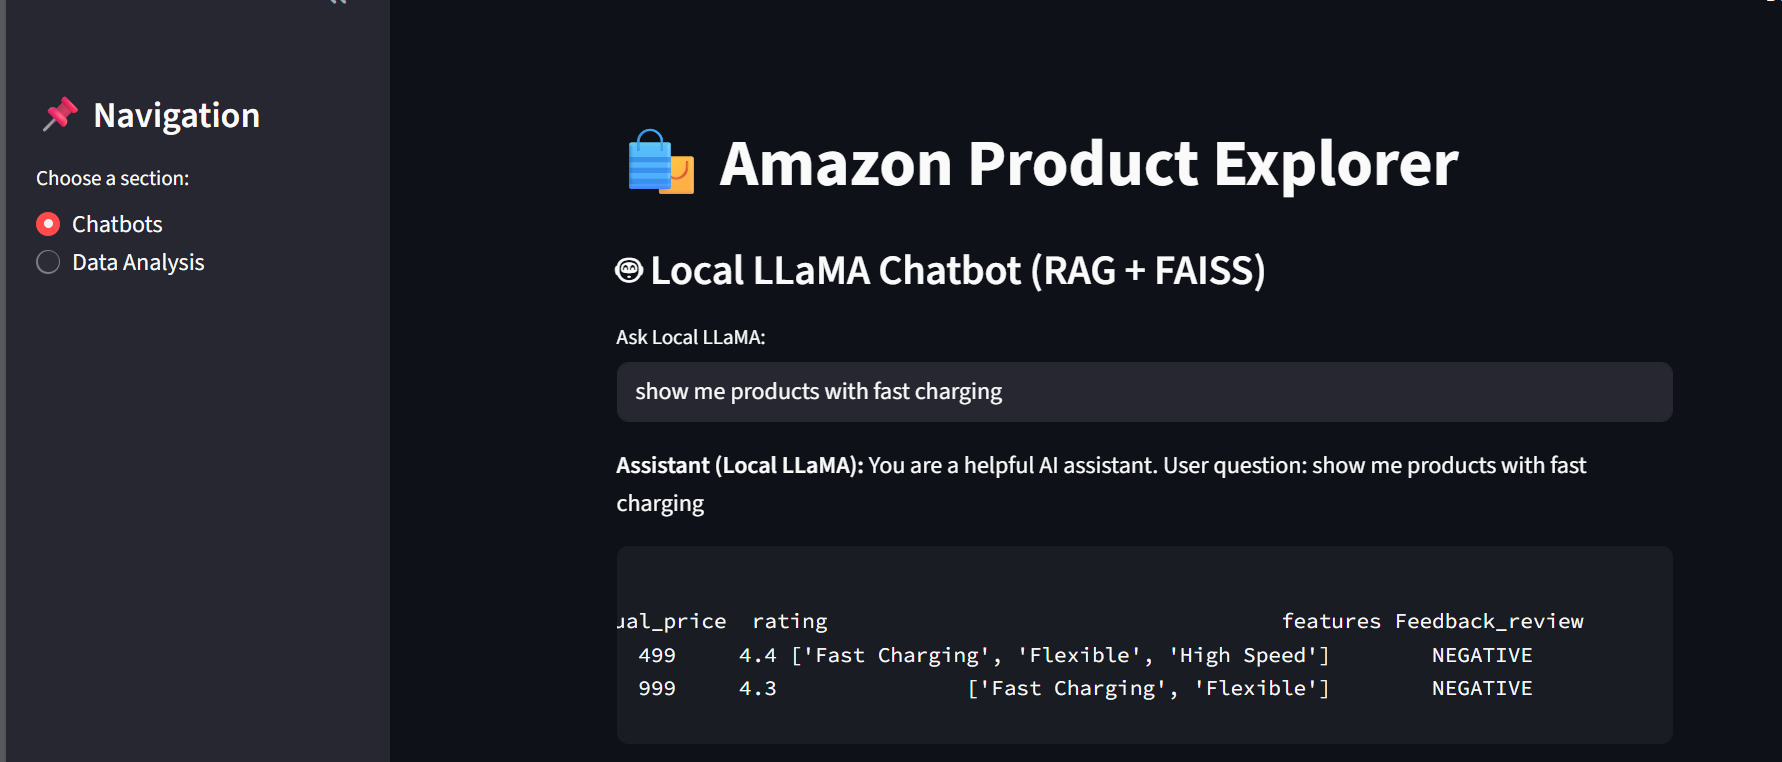 Navigation
Choose a section:
Chatbots
Data Analysis
Amazon Product Explorer
Local LLaMA Chatbot (RAG + FAISS)
Ask Local LLaMA:
show me products with fast charging
Assistant (Local LLaMA): You are a helpful AI assistant. User question: show me products with fast
charging
ual_price rating features Feedback_review
499 4.4 ['Fast Charging', 'Flexible', 'High Speed'] NEGATIVE
999 4.3 ['Fast Charging', 'Flexible'] NEGATIVE